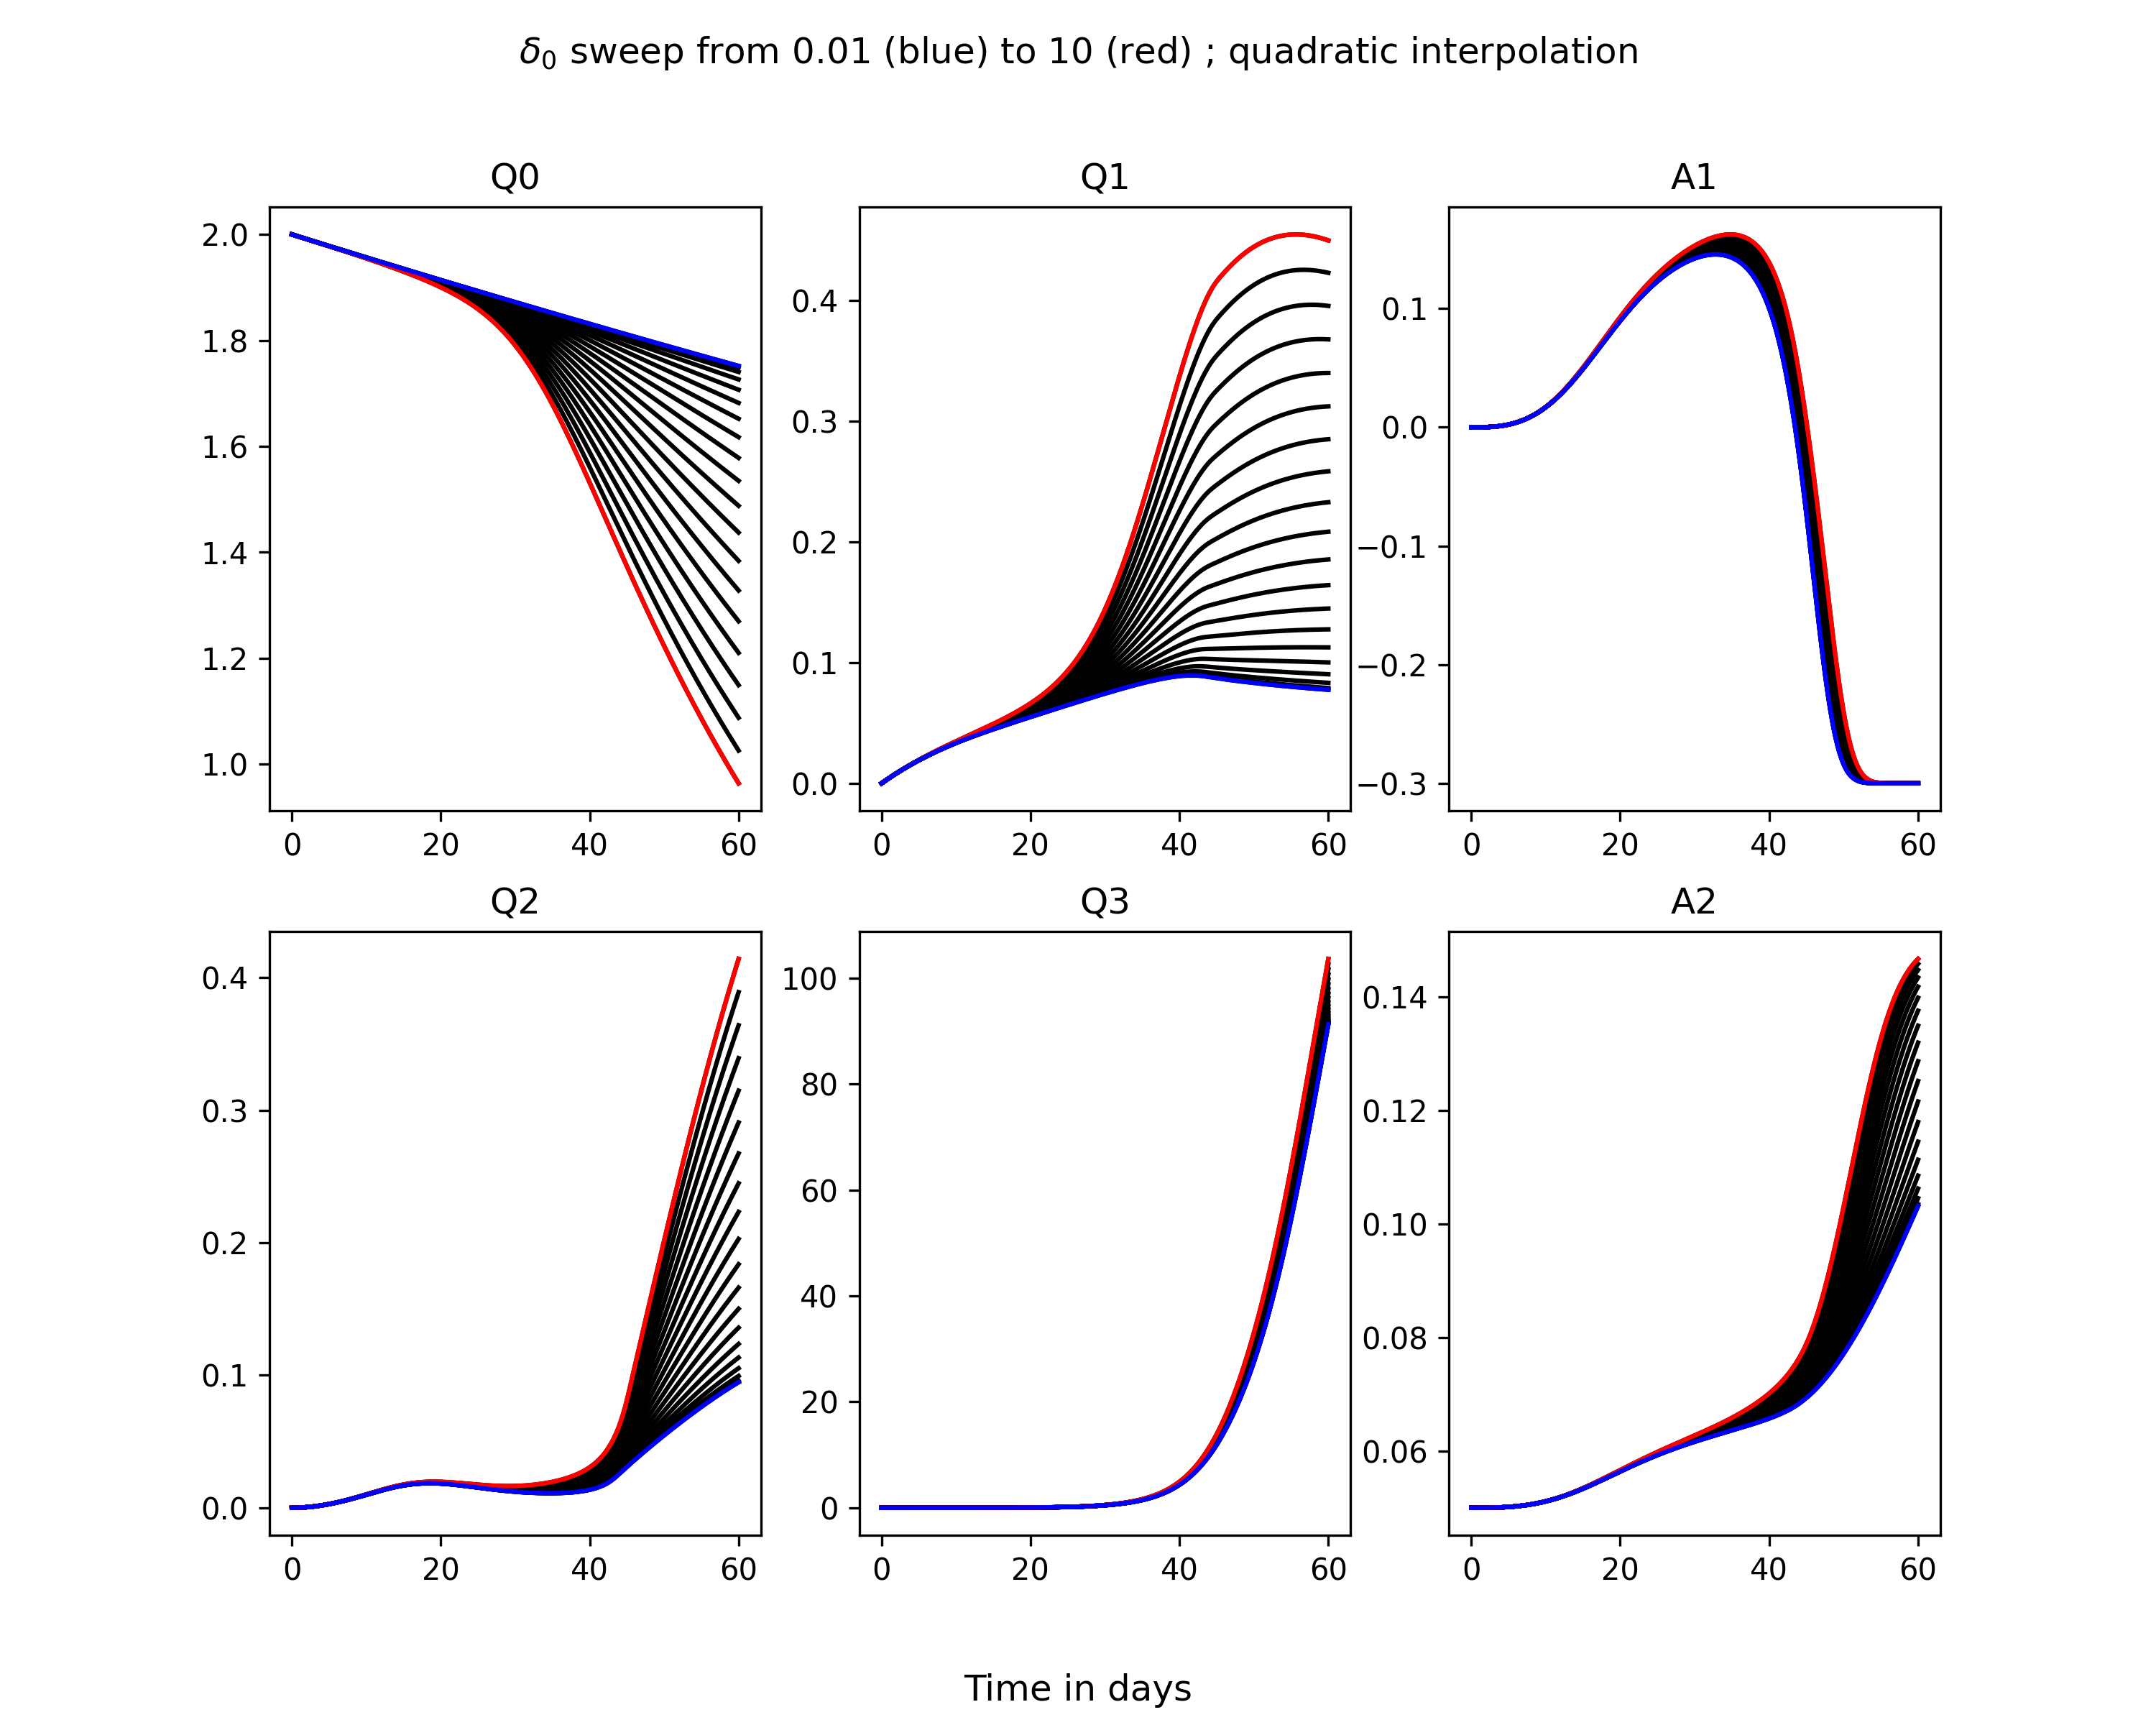 δ₀ sweep from 0.01 (blue) to 10 (red) ; quadratic interpolation
Q0
2.0
1.8
1.6
1.4
1.2
1.0
0 20 40 60
Q1
0.4
0.3
0.2
0.1
0.0
0 20 40 60
A1
0.1
0.0
−0.1
−0.2
−0.3
0 20 40 60
Q2
0.4
0.3
0.2
0.1
0.0
0 20 40 60
Q3
100
80
60
40
20
0
0 20 40 60
A2
0.14
0.12
0.10
0.08
0.06
0 20 40 60
Time in days